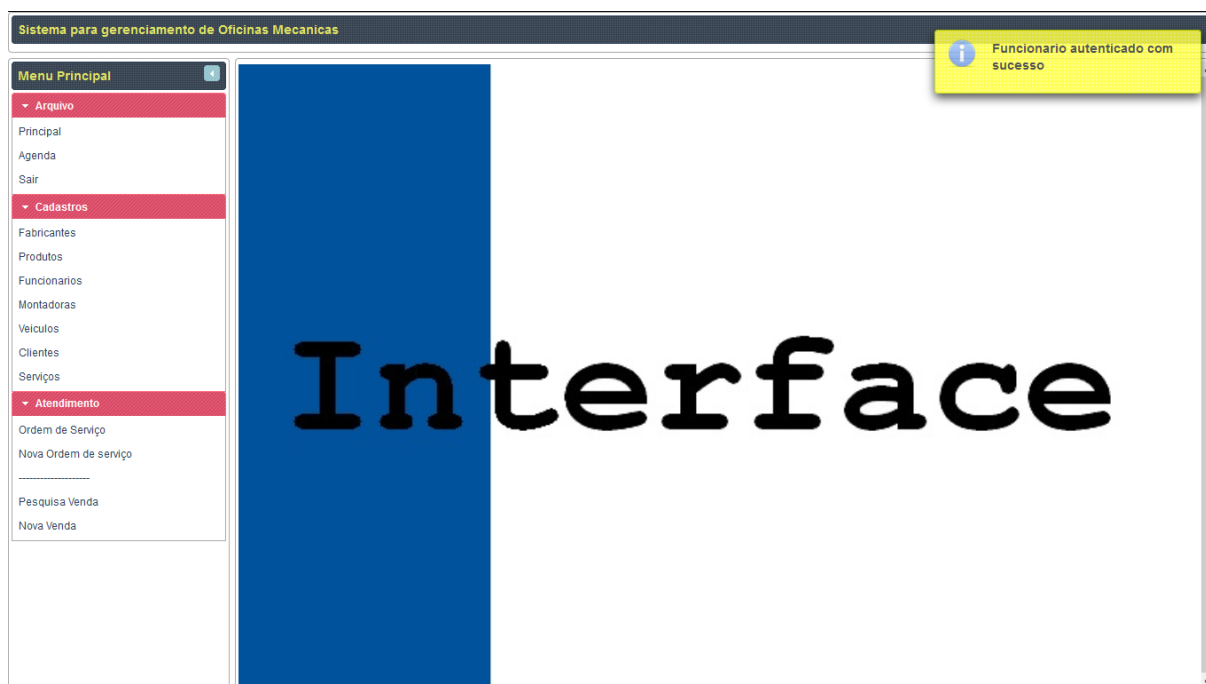 Sistema para gerenciamento de Oficinas Mecanicas
Funcionario autenticado com
sucesso
Menu Principal
Arquivo
Principal
Agenda
Sair
Cadastros
Fabricantes
Produtos
Funcionarios
Montadoras
Veiculos
Clientes
Serviços
Atendimento
Ordem de Serviço
Nova Ordem de serviço
--------------------
Pesquisa Venda
Nova Venda
Interface